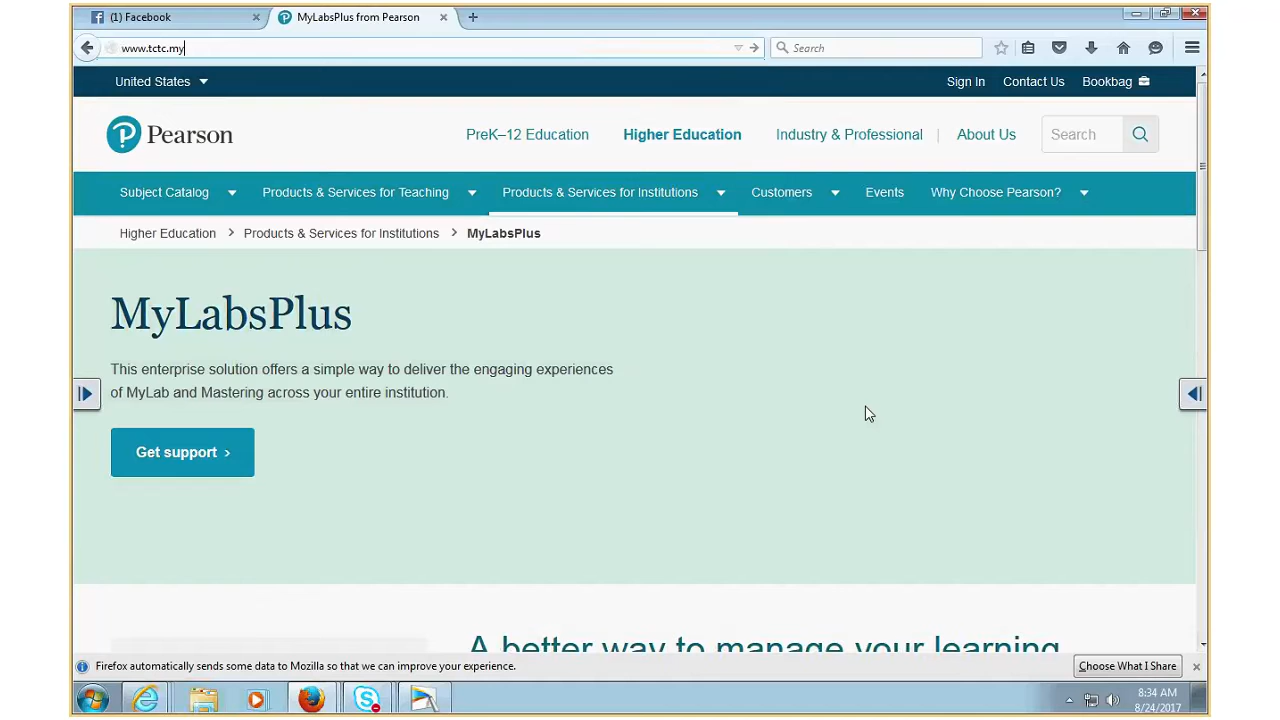 (1) Facebook
MyLabsPlus from Pearson
www.tctc.my
Search
United States
Sign In
Contact Us
Bookbag
Pearson
PreK–12 Education
Higher Education
Industry & Professional
About Us
Search
Subject Catalog
Products & Services for Teaching
Products & Services for Institutions
Customers
Events
Why Choose Pearson?
Higher Education > Products & Services for Institutions > MyLabsPlus
MyLabsPlus
This enterprise solution offers a simple way to deliver the engaging experiences
of MyLab and Mastering across your entire institution.
Get support ›
A better way to manage your learning
Firefox automatically sends some data to Mozilla so that we can improve your experience.
Choose What I Share
8:34 AM
8/24/2017